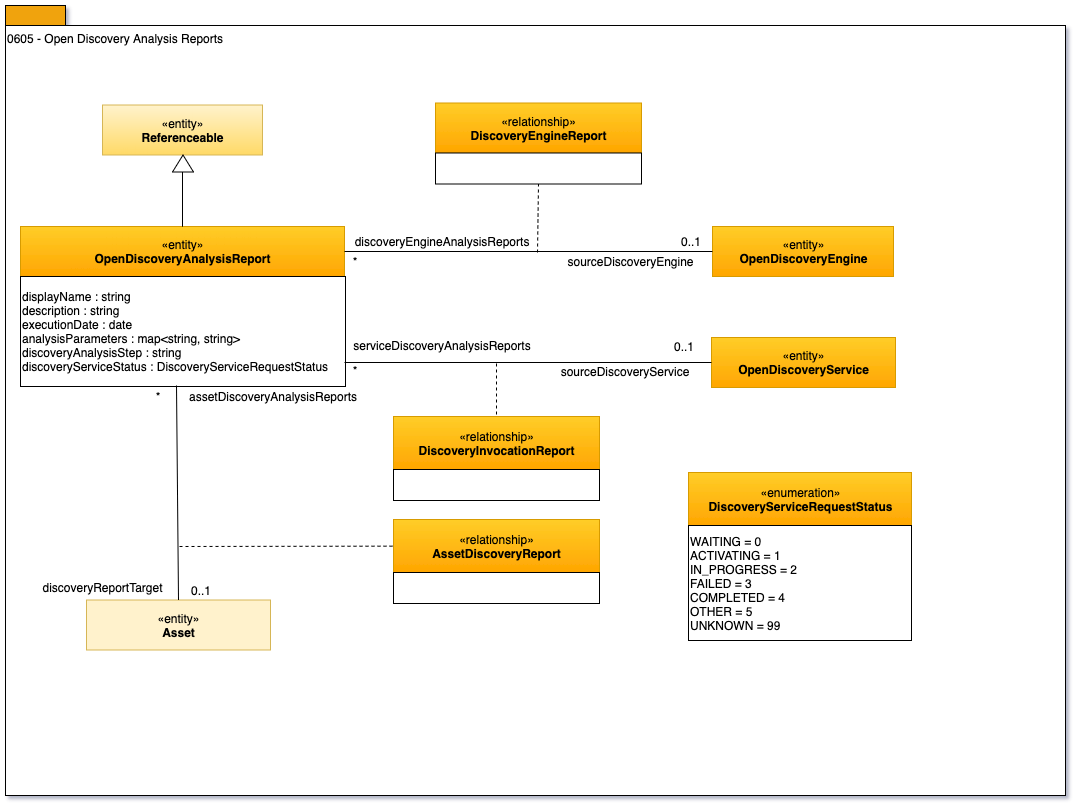 0605 - Open Discovery Analysis Reports
«entity»
Referenceable
«relationship»
DiscoveryEngineReport
«entity»
OpenDiscoveryAnalysisReport
displayName : string
description : string
executionDate : date
analysisParameters : map<string, string>
discoveryAnalysisStep : string
discoveryServiceStatus : DiscoveryServiceRequestStatus
discoveryEngineAnalysisReports
*
0..1
sourceDiscoveryEngine
«entity»
OpenDiscoveryEngine
serviceDiscoveryAnalysisReports
*
0..1
sourceDiscoveryService
«entity»
OpenDiscoveryService
*
assetDiscoveryAnalysisReports
«relationship»
DiscoveryInvocationReport
«relationship»
AssetDiscoveryReport
«enumeration»
DiscoveryServiceRequestStatus
WAITING = 0
ACTIVATING = 1
IN_PROGRESS = 2
FAILED = 3
COMPLETED = 4
OTHER = 5
UNKNOWN = 99
discoveryReportTarget
0..1
«entity»
Asset